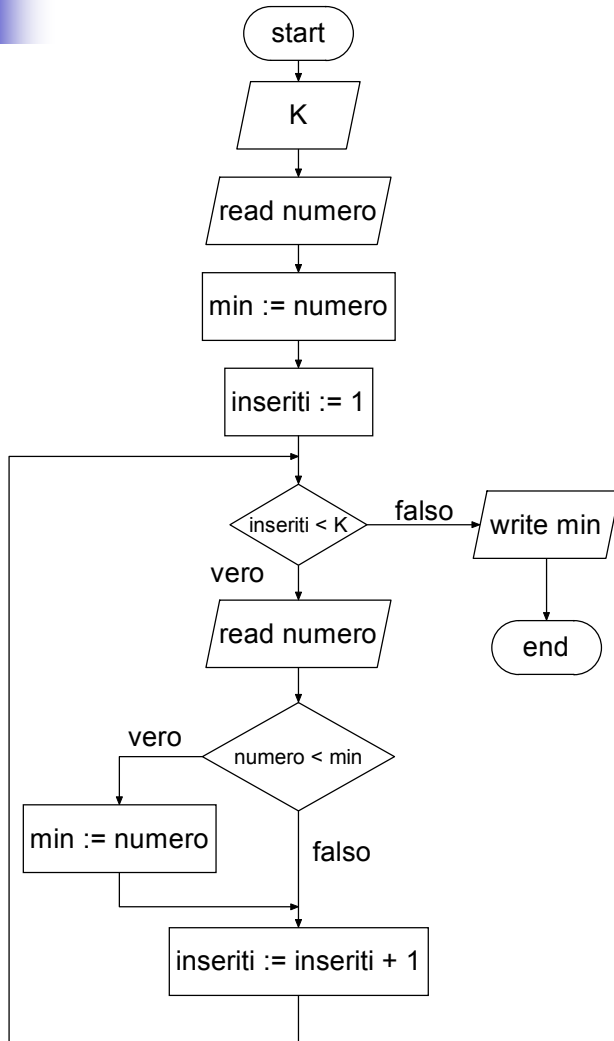 start
K
read numero
min := numero
inseriti := 1
inseriti < K
falso
write min
vero
end
read numero
vero
numero < min
min := numero
falso
inseriti := inseriti + 1